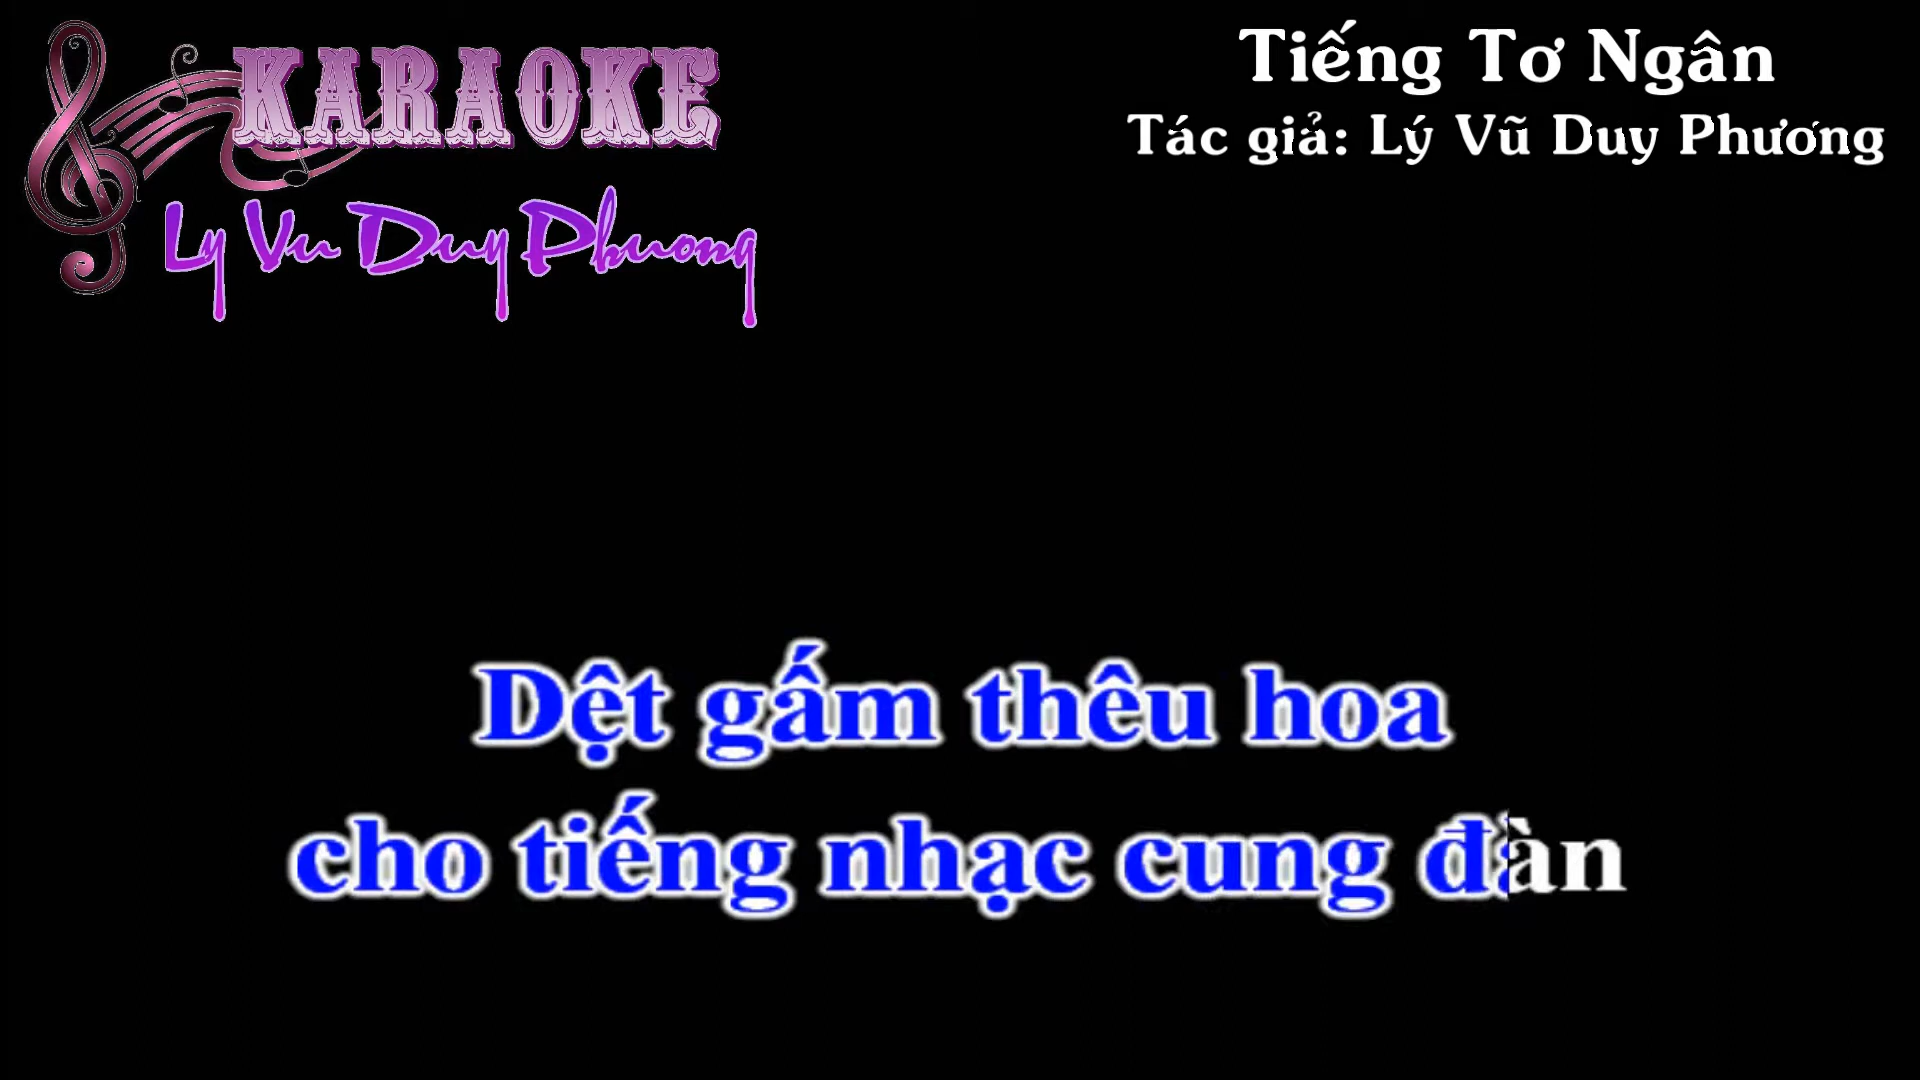 KARAOKE
Ly Vu Duy Phuong
Tiếng Tơ Ngân
Tác giả: Lý Vũ Duy Phương
Dệt gấm thêu hoa
cho tiếng nhạc cung đàn